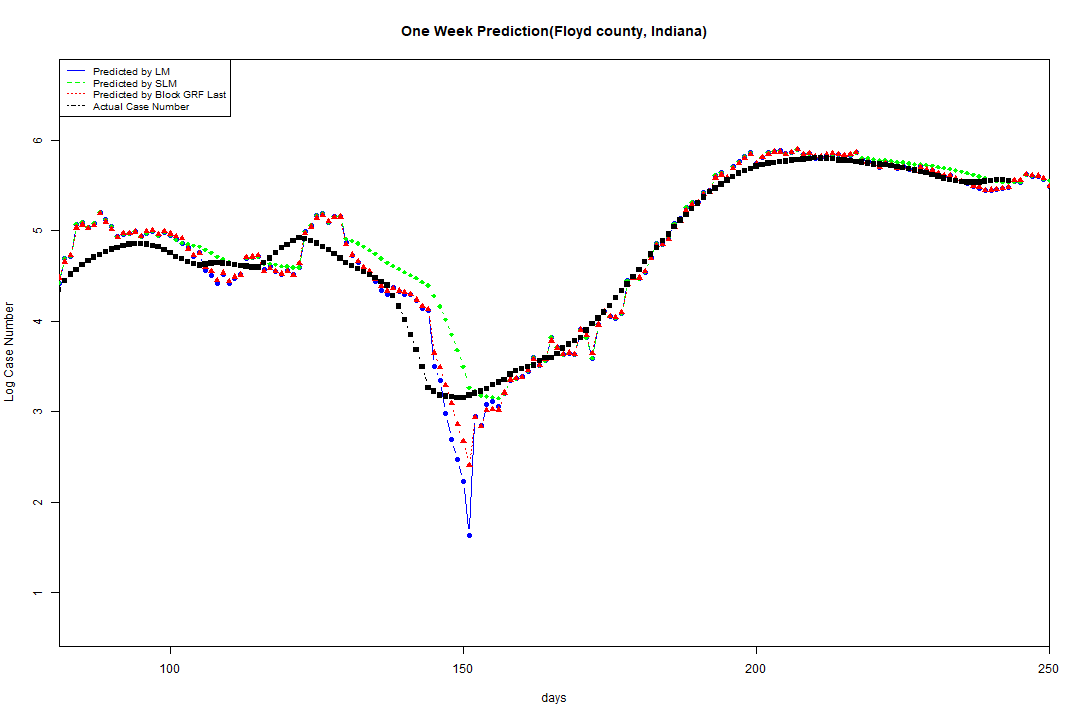 One Week Prediction(Floyd county, Indiana)
Predicted by LM
Predicted by SLM
Predicted by Block GRF Last
Actual Case Number
6
5
4
3
2
1
Log Case Number
100
150
200
250
days